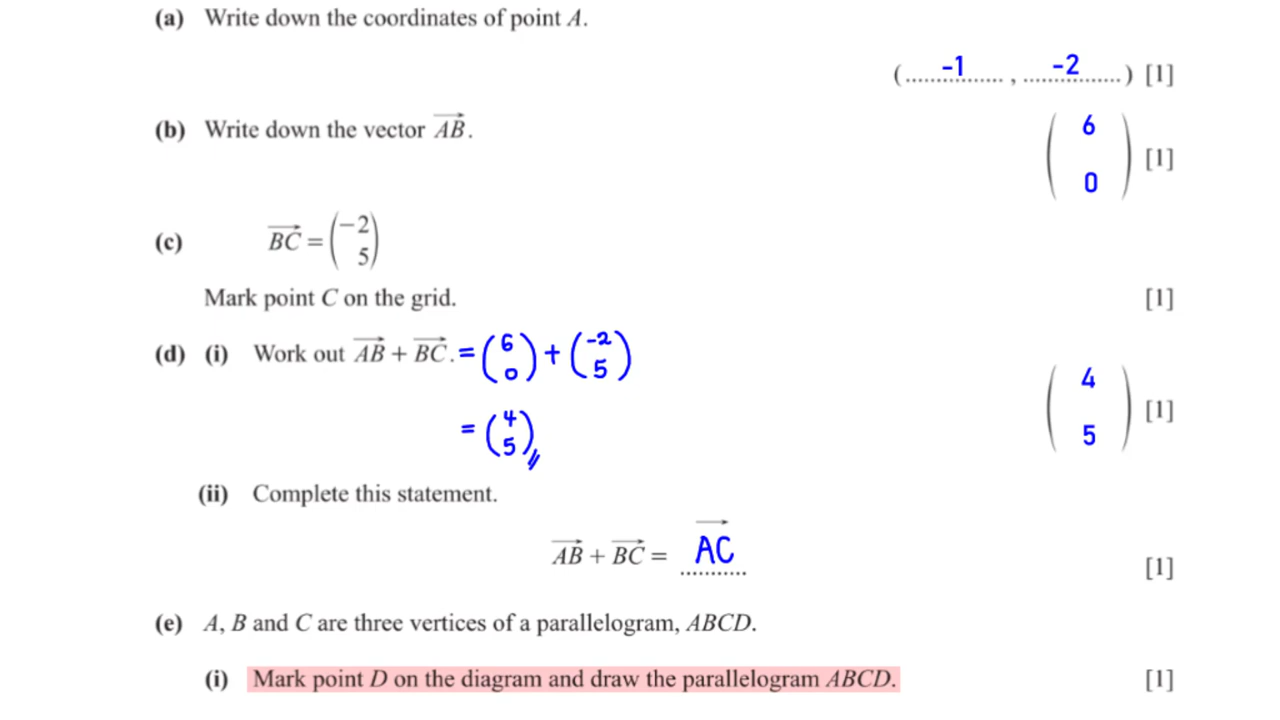 (a) Write down the coordinates of point A.
( -1 , -2 ) [1]
(b) Write down the vector AB.
( 6 0 ) [1]
(c) BC = ( -2 5 )
Mark point C on the grid. [1]
(d) (i) Work out AB + BC. = ( 6 0 ) + ( -2 5 )
= ( 4 5 )
( 4 5 ) [1]
(ii) Complete this statement.
AB + BC = AC [1]
(e) A, B and C are three vertices of a parallelogram, ABCD.
(i) Mark point D on the diagram and draw the parallelogram ABCD. [1]